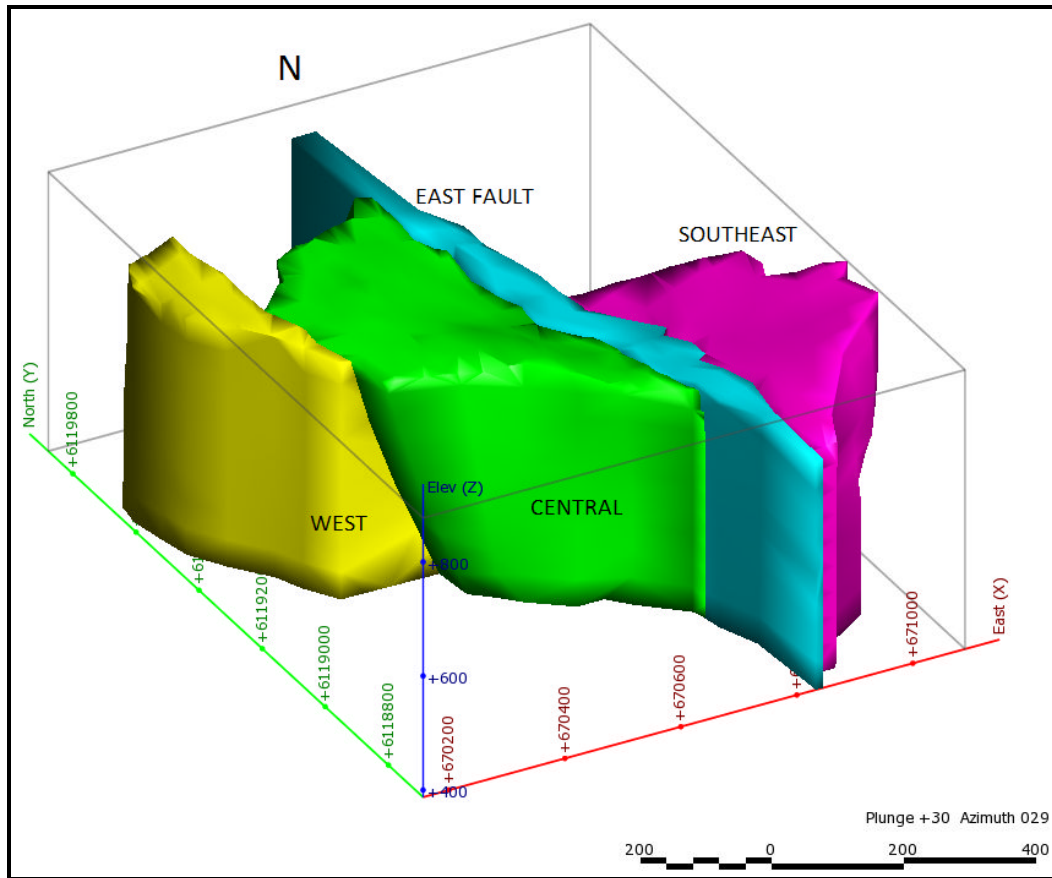 N
EAST FAULT
SOUTHEAST
WEST
CENTRAL
North (Y)
+6119800
+611920
+6119000
+6118800
Elev (Z)
+800
+600
+400
+670200
+670400
+670600
+671000
East (X)
Plunge +30 Azimuth 029
200 0 200 400